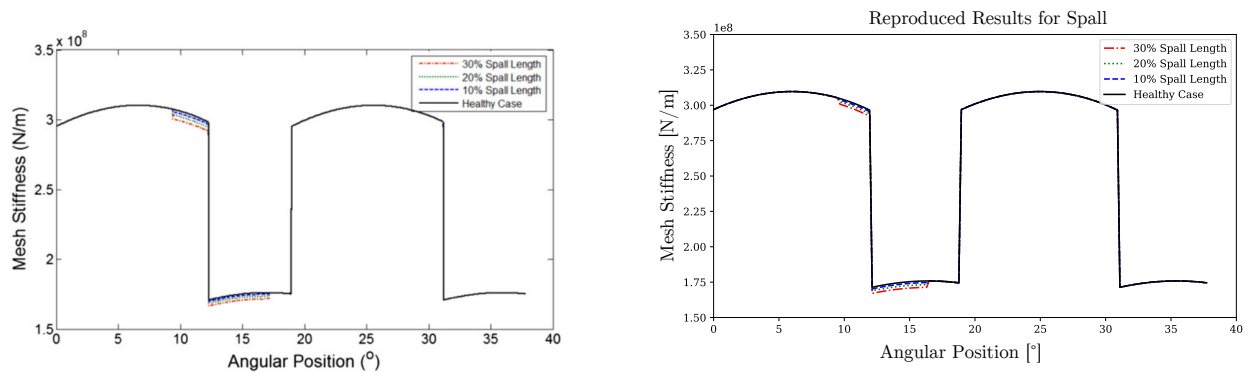 x 10⁸
3.5
3
2.5
2
1.5
0
5
10
15
20
25
30
35
40
Mesh Stiffness (N/m)
Angular Position (⁰)
30% Spall Length
20% Spall Length
10% Spall Length
Healthy Case
Reproduced Results for Spall
1e8
3.50
3.25
3.00
2.75
2.50
2.25
2.00
1.75
1.50
0
5
10
15
20
25
30
35
40
Mesh Stiffness [N/m]
Angular Position [°]
30% Spall Length
20% Spall Length
10% Spall Length
Healthy Case